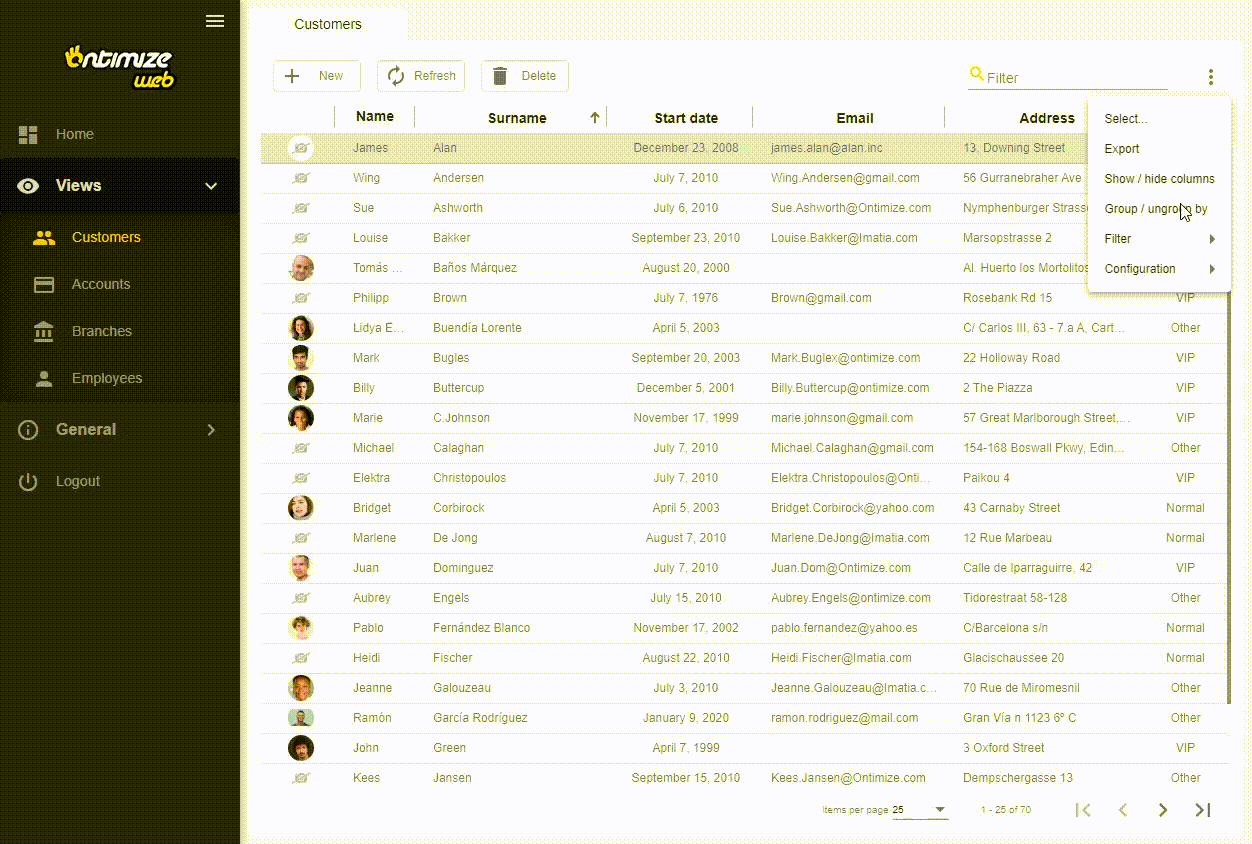 Customers
Ontimize
web
New Refresh Delete Filter
Home
Views
Customers
Accounts
Branches
Employees
General
Logout
Name Surname Start date Email Address
Select...
Export
Show / hide columns
Group / ungroup by
Filter
Configuration
James Alan December 23, 2008 james.alan@alan.inc 13, Downing Street
Wing Andersen July 7, 2010 Wing.Andersen@gmail.com 56 Gurranebraher Ave
Sue Ashworth July 6, 2010 Sue.Ashworth@Ontimize.com Nymphenburger Strasse
Louise Bakker September 23, 2010 Louise.Bakker@Imatia.com Marsopstrasse 2
Tomás ... Baños Márquez August 20, 2000 Al. Huerto los Mortolitos
Philipp Brown July 7, 1976 Brown@gmail.com Rosebank Rd 15 VIP
Lidya E... Buendía Lorente April 5, 2003 C/ Carlos III, 63 - 7.a A, Cart... Other
Mark Bugles September 20, 2003 Mark.Buglex@ontimize.com 22 Holloway Road VIP
Billy Buttercup December 5, 2001 Billy.Buttercup@ontimize.com 2 The Piazza VIP
Marie C.Johnson November 17, 1999 marie.johnson@gmail.com 57 Great Marlborough Street,... VIP
Michael Calaghan July 7, 2010 Michael.Calaghan@gmail.com 154-168 Boswall Pkwy, Edin... Other
Elektra Christopoulos July 7, 2010 Elektra.Christopoulos@Onti... Paikou 4 VIP
Bridget Corbirock April 5, 2003 Bridget.Corbirock@yahoo.com 43 Carnaby Street Normal
Marlene De Jong August 7, 2010 Marlene.DeJong@Imatia.com 12 Rue Marbeau Normal
Juan Dominguez July 7, 2010 Juan.Dom@Ontimize.com Calle de Iparraguirre, 42 VIP
Aubrey Engels July 15, 2010 Aubrey.Engels@ontimize.com Tidorestraat 58-128 Other
Pablo Fernández Blanco November 17, 2002 pablo.fernandez@yahoo.es C/Barcelona s/n Normal
Heidi Fischer August 22, 2010 Heidi.Fischer@Imatia.com Glacischaussee 20 Normal
Jeanne Galouzeau July 3, 2010 Jeanne.Galouzeau@Imatia.c... 70 Rue de Miromesnil Other
Ramón García Rodríguez January 9, 2020 ramon.rodriguez@mail.com Gran Vía n 1123 6º C Other
John Green April 7, 1999 3 Oxford Street VIP
Kees Jansen September 15, 2010 Kees.Jansen@Ontimize.com Dempschergasse 13 Other
Items per page 25 1 - 25 of 70